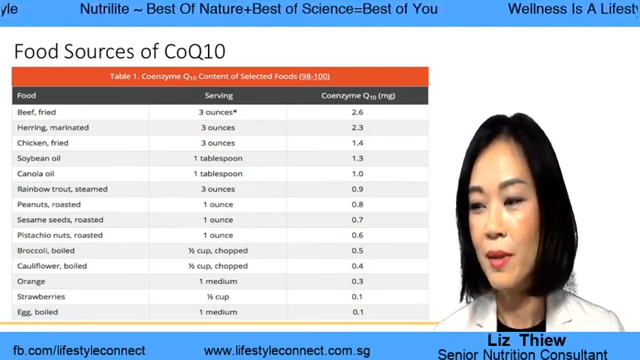 yle Nutrilite ~ Best Of Nature+Best of Science=Best of You Wellness Is A Lifesty
Food Sources of CoQ10
Table 1. Coenzyme Q10 Content of Selected Foods (98-100)
Food Serving Coenzyme Q10 (mg)
Beef, fried 3 ounces* 2.6
Herring, marinated 3 ounces 2.3
Chicken, fried 3 ounces 1.4
Soybean oil 1 tablespoon 1.3
Canola oil 1 tablespoon 1.0
Rainbow trout, steamed 3 ounces 0.9
Peanuts, roasted 1 ounce 0.8
Sesame seeds, roasted 1 ounce 0.7
Pistachio nuts, roasted 1 ounce 0.6
Broccoli, boiled ½ cup, chopped 0.5
Cauliflower, boiled ½ cup, chopped 0.4
Orange 1 medium 0.3
Strawberries ½ cup 0.1
Egg, boiled 1 medium 0.1
Liz Thiew
fb.com/lifestyleconnect www.lifestyleconnect.com.sg Senior Nutrition Consultant